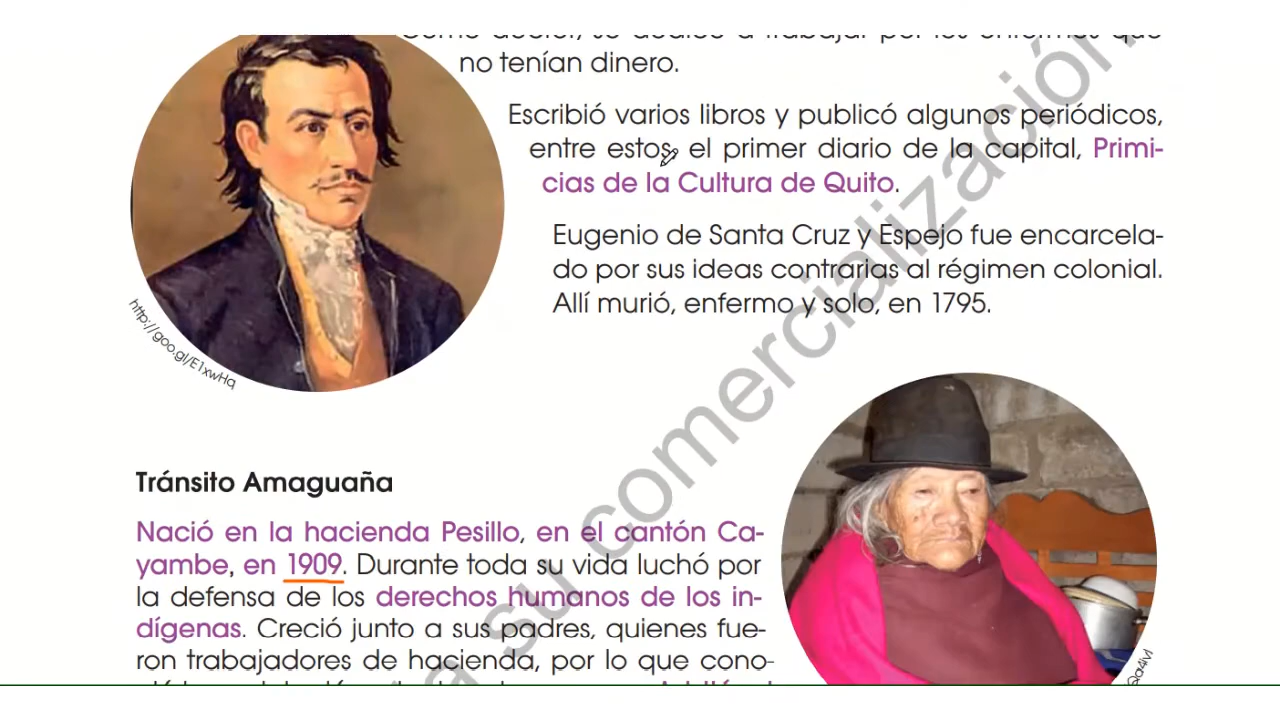 no tenían dinero.
Escribió varios libros y publicó algunos periódicos,
entre estos, el primer diario de la capital, Primi-
cias de la Cultura de Quito.
Eugenio de Santa Cruz y Espejo fue encarcela-
do por sus ideas contrarias al régimen colonial.
Allí murió, enfermo y solo, en 1795.
http://goo.gl/E1xwHq
Tránsito Amaguaña
Nació en la hacienda Pesillo, en el cantón Ca-
yambe, en 1909. Durante toda su vida luchó por
la defensa de los derechos humanos de los in-
dígenas. Creció junto a sus padres, quienes fue-
ron trabajadores de hacienda, por lo que cono-
Qa4ivl
a su comercialización